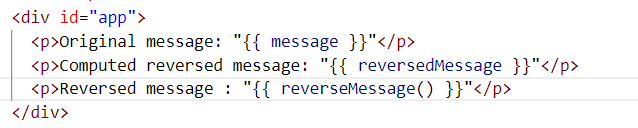 <div id="app">
<p>Original message: "{{ message }}"</p>
<p>Computed reversed message: "{{ reversedMessage }}"</p>
<p>Reversed message : "{{ reverseMessage() }}"</p>
</div>